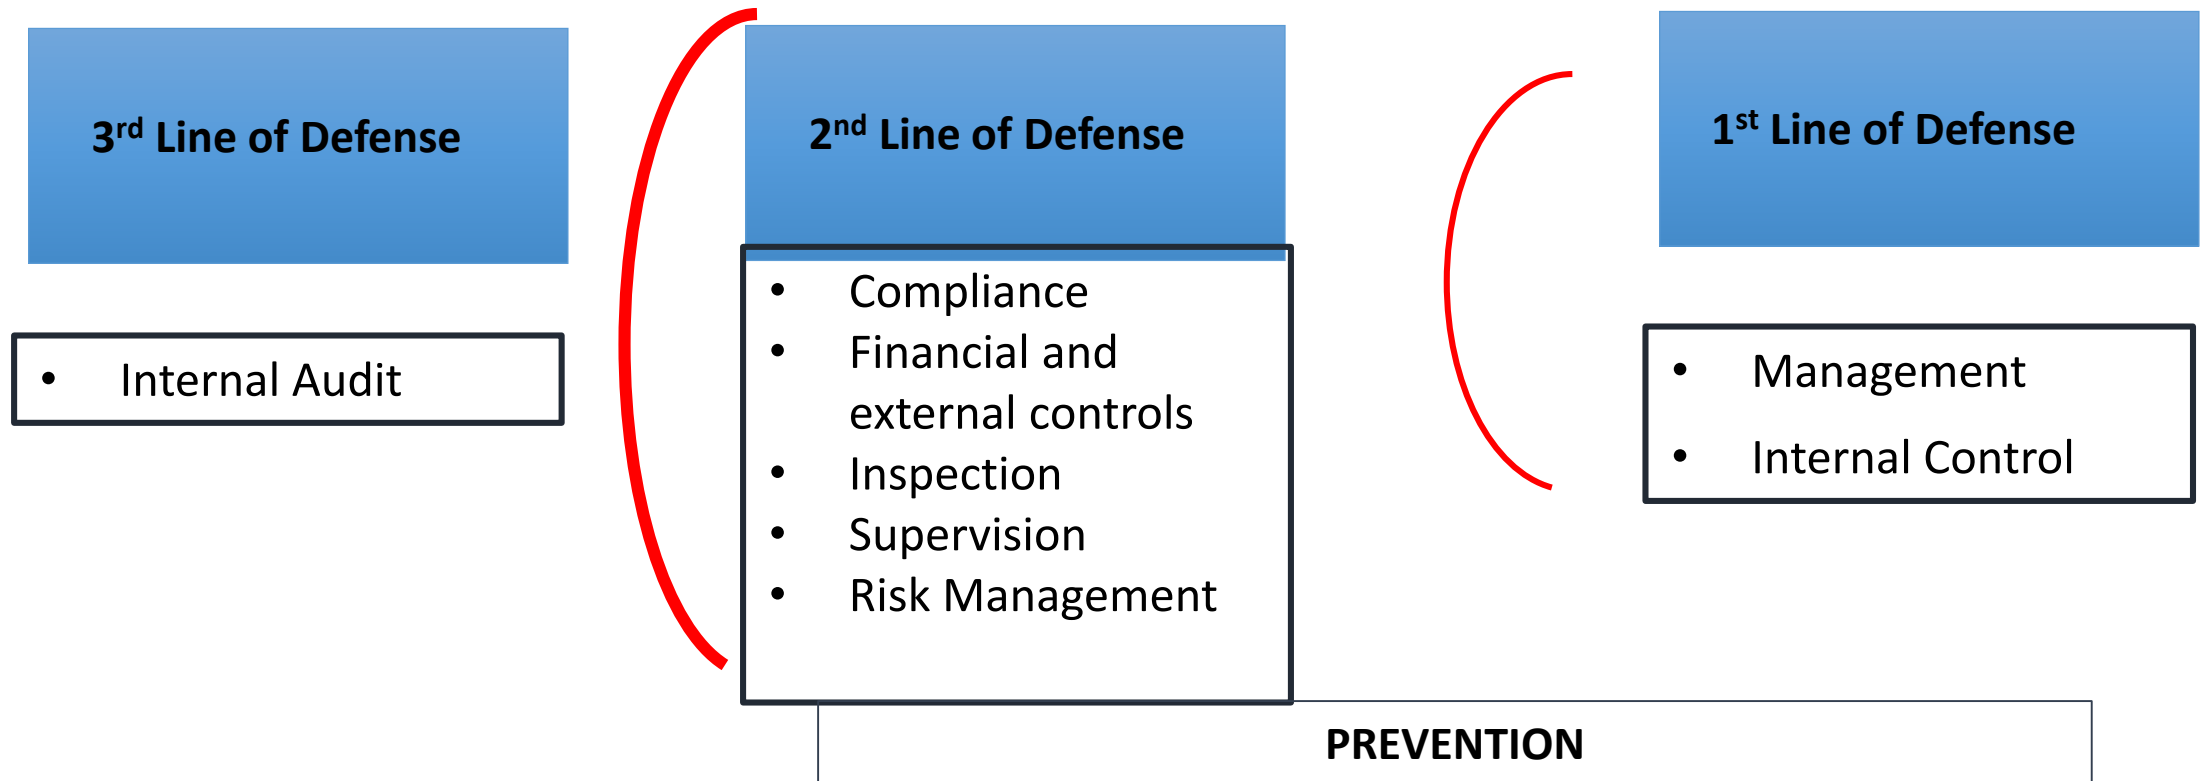 3rd Line of Defense
• Internal Audit
2nd Line of Defense
• Compliance
• Financial and
external controls
• Inspection
• Supervision
• Risk Management
1st Line of Defense
• Management
• Internal Control
PREVENTION